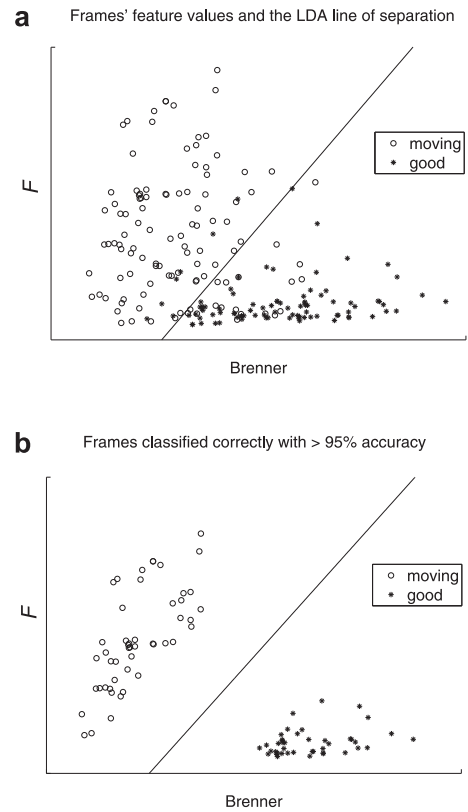 a Frames' feature values and the LDA line of separation
moving
good
F
Brenner
b Frames classified correctly with > 95% accuracy
moving
good
F
Brenner